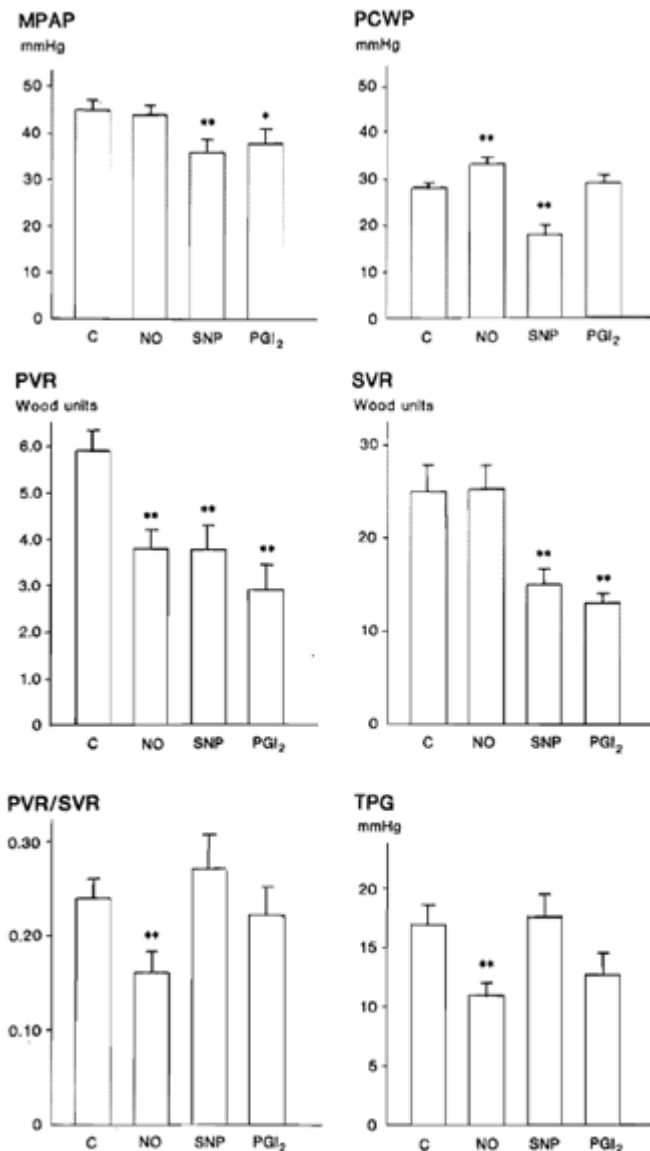 MPAP
mmHg
50
40
30
20
10
0
**
*
C NO SNP PGI₂
PCWP
mmHg
50
40
30
20
10
0
**
**
C NO SNP PGI₂
PVR
Wood units
6.0
5.0
4.0
3.0
2.0
1.0
0
**
**
**
C NO SNP PGI₂
SVR
Wood units
30
20
10
0
**
**
C NO SNP PGI₂
PVR/SVR
0.30
0.20
0.10
0
**
C NO SNP PGI₂
TPG
mmHg
20
15
10
5
0
**
C NO SNP PGI₂